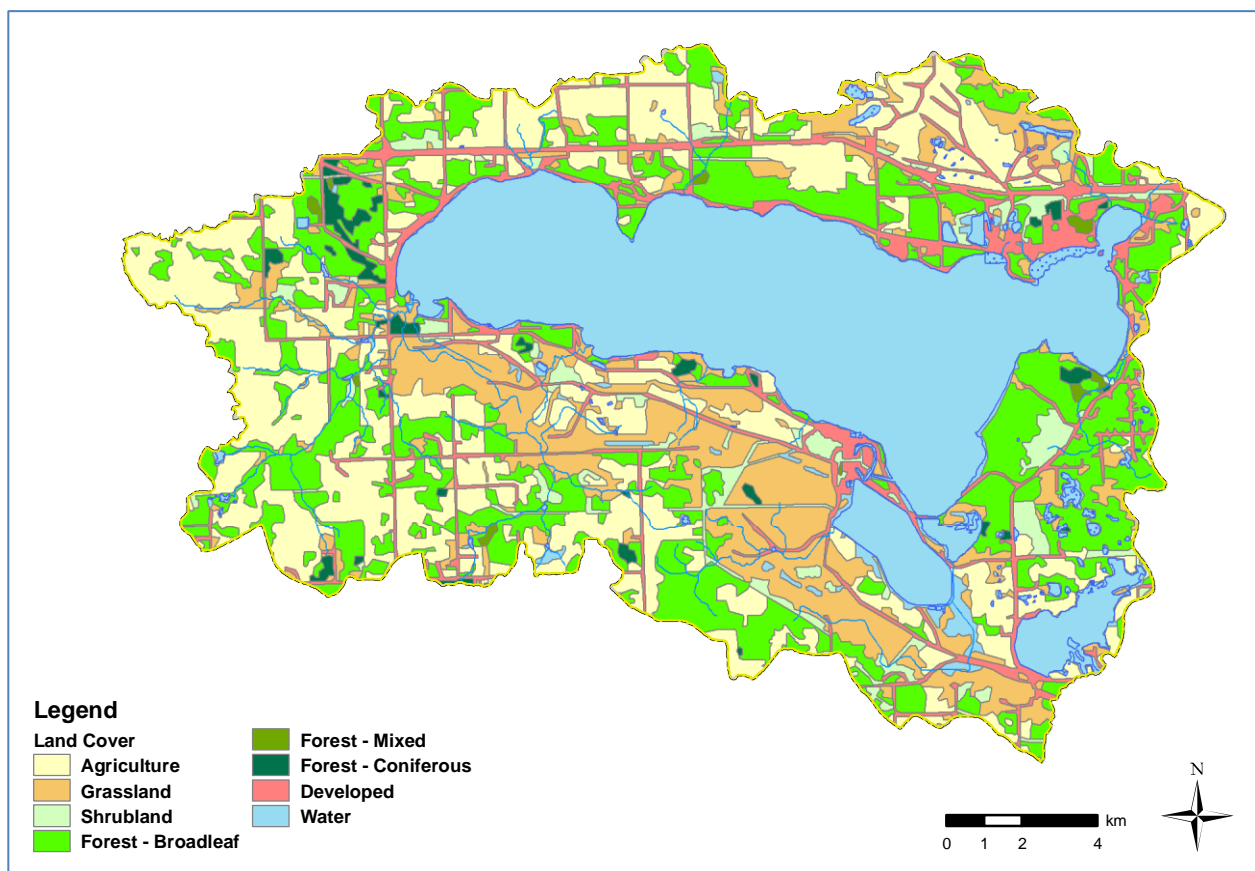 Legend
Land Cover
Agriculture
Grassland
Shrubland
Forest - Broadleaf
Forest - Mixed
Forest - Coniferous
Developed
Water
N
km
0 1 2 4